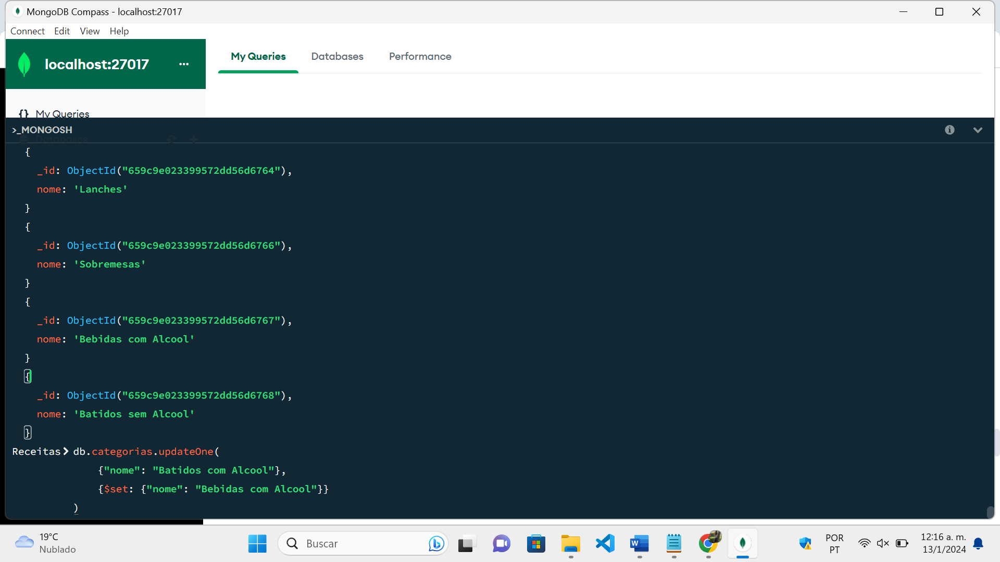 MongoDB Compass - localhost:27017
Connect Edit View Help
localhost:27017 ...
My Queries Databases Performance
{} My Queries
>_MONGOSH
Databases
{
_id: ObjectId("659c9e023399572dd56d6764"),
nome: 'Lanches'
}
{
_id: ObjectId("659c9e023399572dd56d6766"),
nome: 'Sobremesas'
}
{
_id: ObjectId("659c9e023399572dd56d6767"),
nome: 'Bebidas com Alcool'
}
{
_id: ObjectId("659c9e023399572dd56d6768"),
nome: 'Batidos sem Alcool'
}
Receitas> db.categorias.updateOne(
{"nome": "Batidos com Alcool"},
{$set: {"nome": "Bebidas com Alcool"}}
)
19°C
Nublado
Buscar
POR
PT
12:16 a. m.
13/1/2024